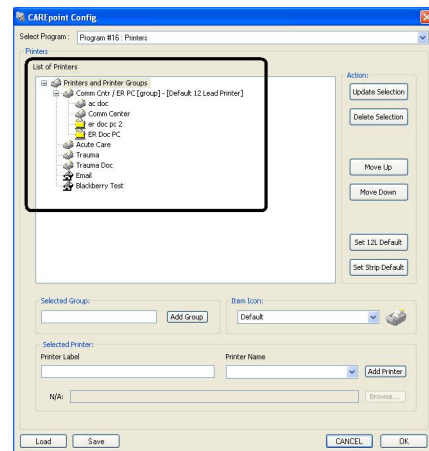 CAREpoint Config
Select Program : Program #16 : Printers
Printers
List of Printers
Printers and Printer Groups
Comm Cntr / ER PC [group] - [Default 12 Lead Printer]
ac doc
Comm Center
er doc pc 2
ER Doc PC
Acute Care
Trauma
Trauma Doc
Email
Blackberry Test
Action:
Update Selection
Delete Selection
Move Up
Move Down
Set 12L Default
Set Strip Default
Selected Group:
Add Group
Item Icon:
Default
Selected Printer:
Printer Label
Printer Name
Add Printer
N/A:
Browse...
Load
Save
CANCEL
OK